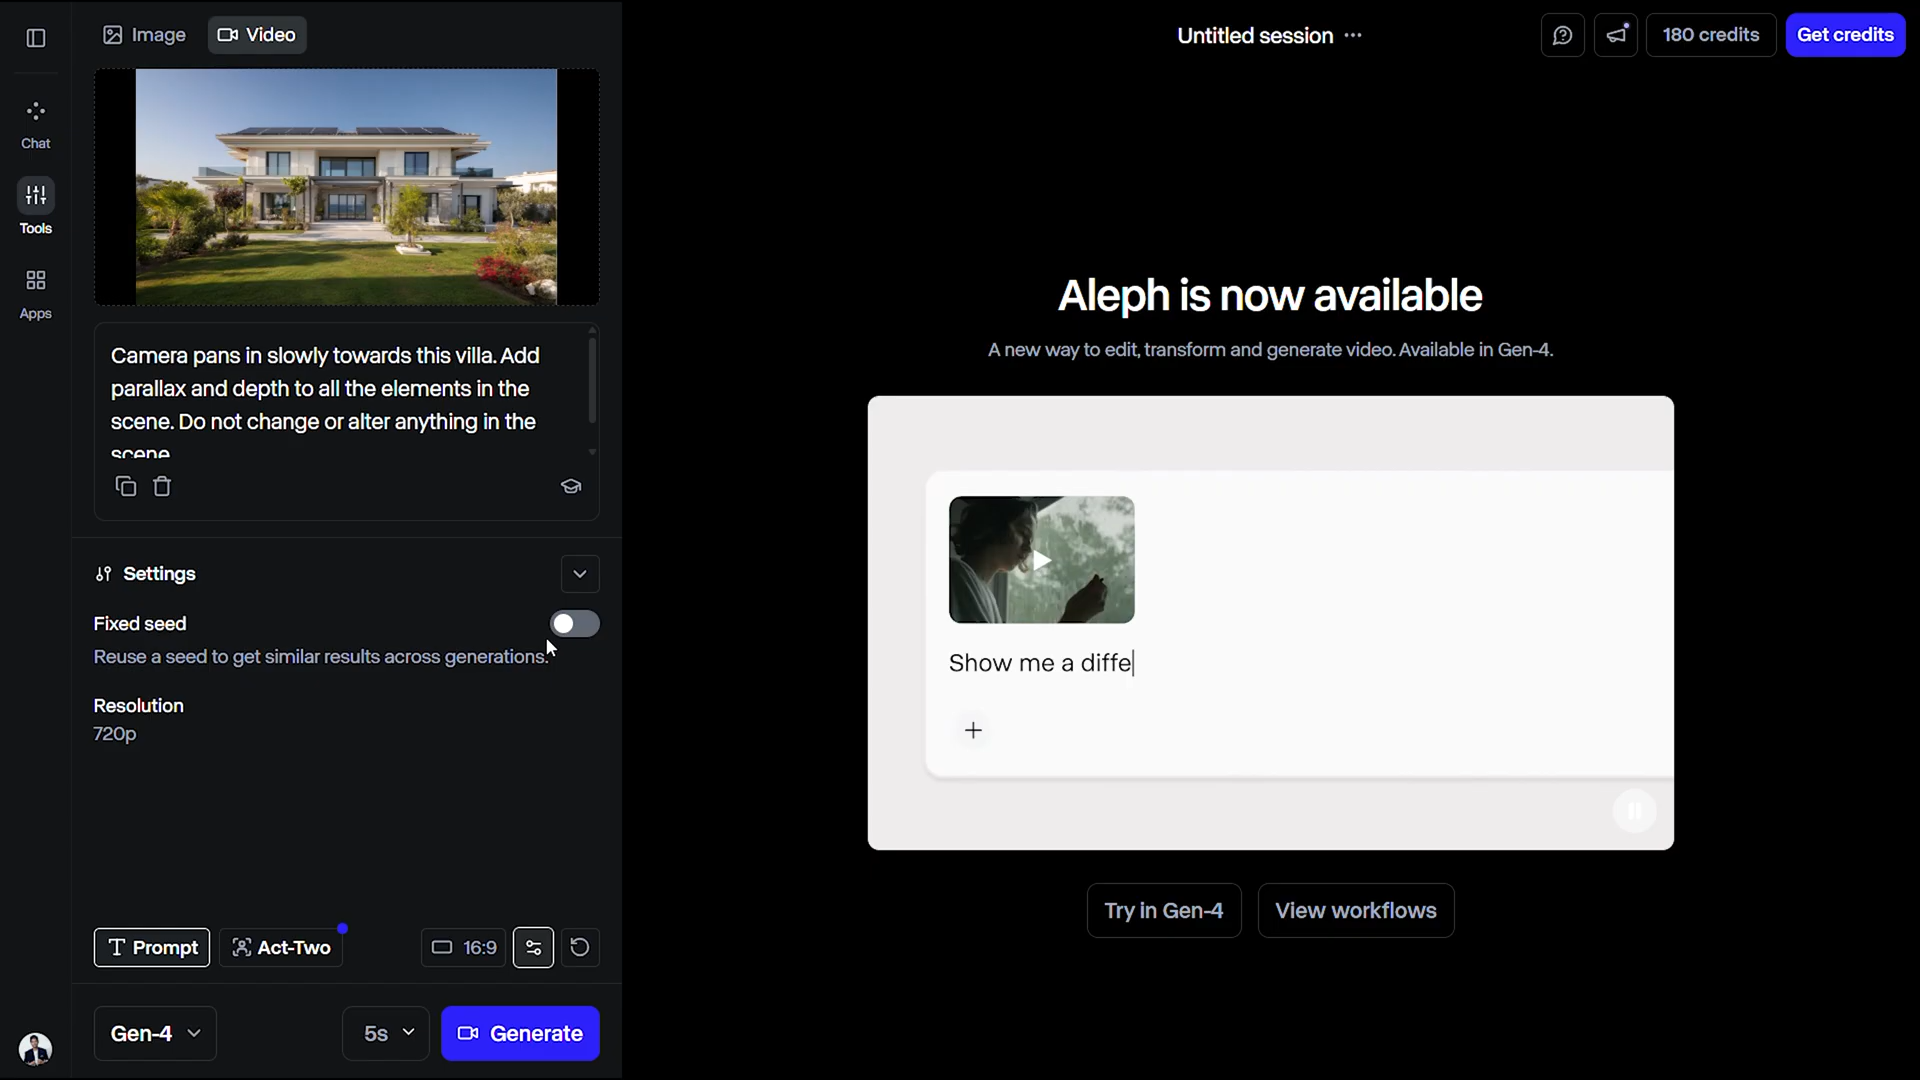 Image
Video
Untitled session
180 credits
Get credits
Chat
Tools
Apps
Camera pans in slowly towards this villa. Add
parallax and depth to all the elements in the
scene. Do not change or alter anything in the
scene
Settings
Fixed seed
Reuse a seed to get similar results across generations.
Resolution
720p
Prompt
Act-Two
16:9
Gen-4
5s
Generate
Aleph is now available
A new way to edit, transform and generate video. Available in Gen-4.
Show me a diffe
Try in Gen-4
View workflows